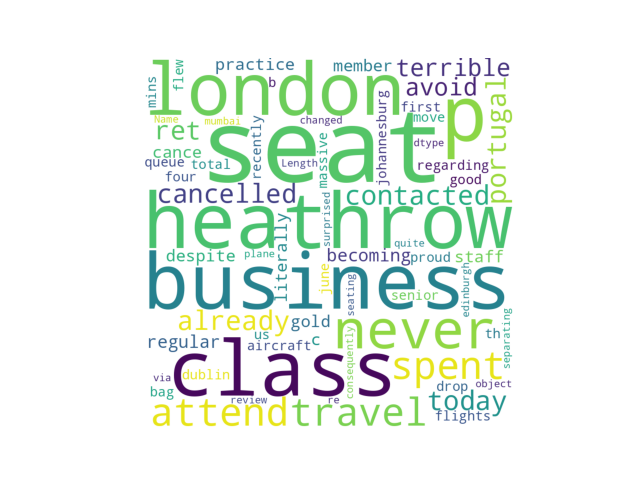 practice member terrible
mins flew london b avoid
Name mumbai changed first move p
ret seat johannesburg portugal
cance recently massive dtype
queue total Length regarding
four good
cancelled contacted
heathrow
literally surprised quite
despite plane becoming proud staff
business
june seating senior edinburgh
already gold never th separating
regular us c
aircraft consequently
via class spent
dublin drop object
bag review re today
attend travel flights